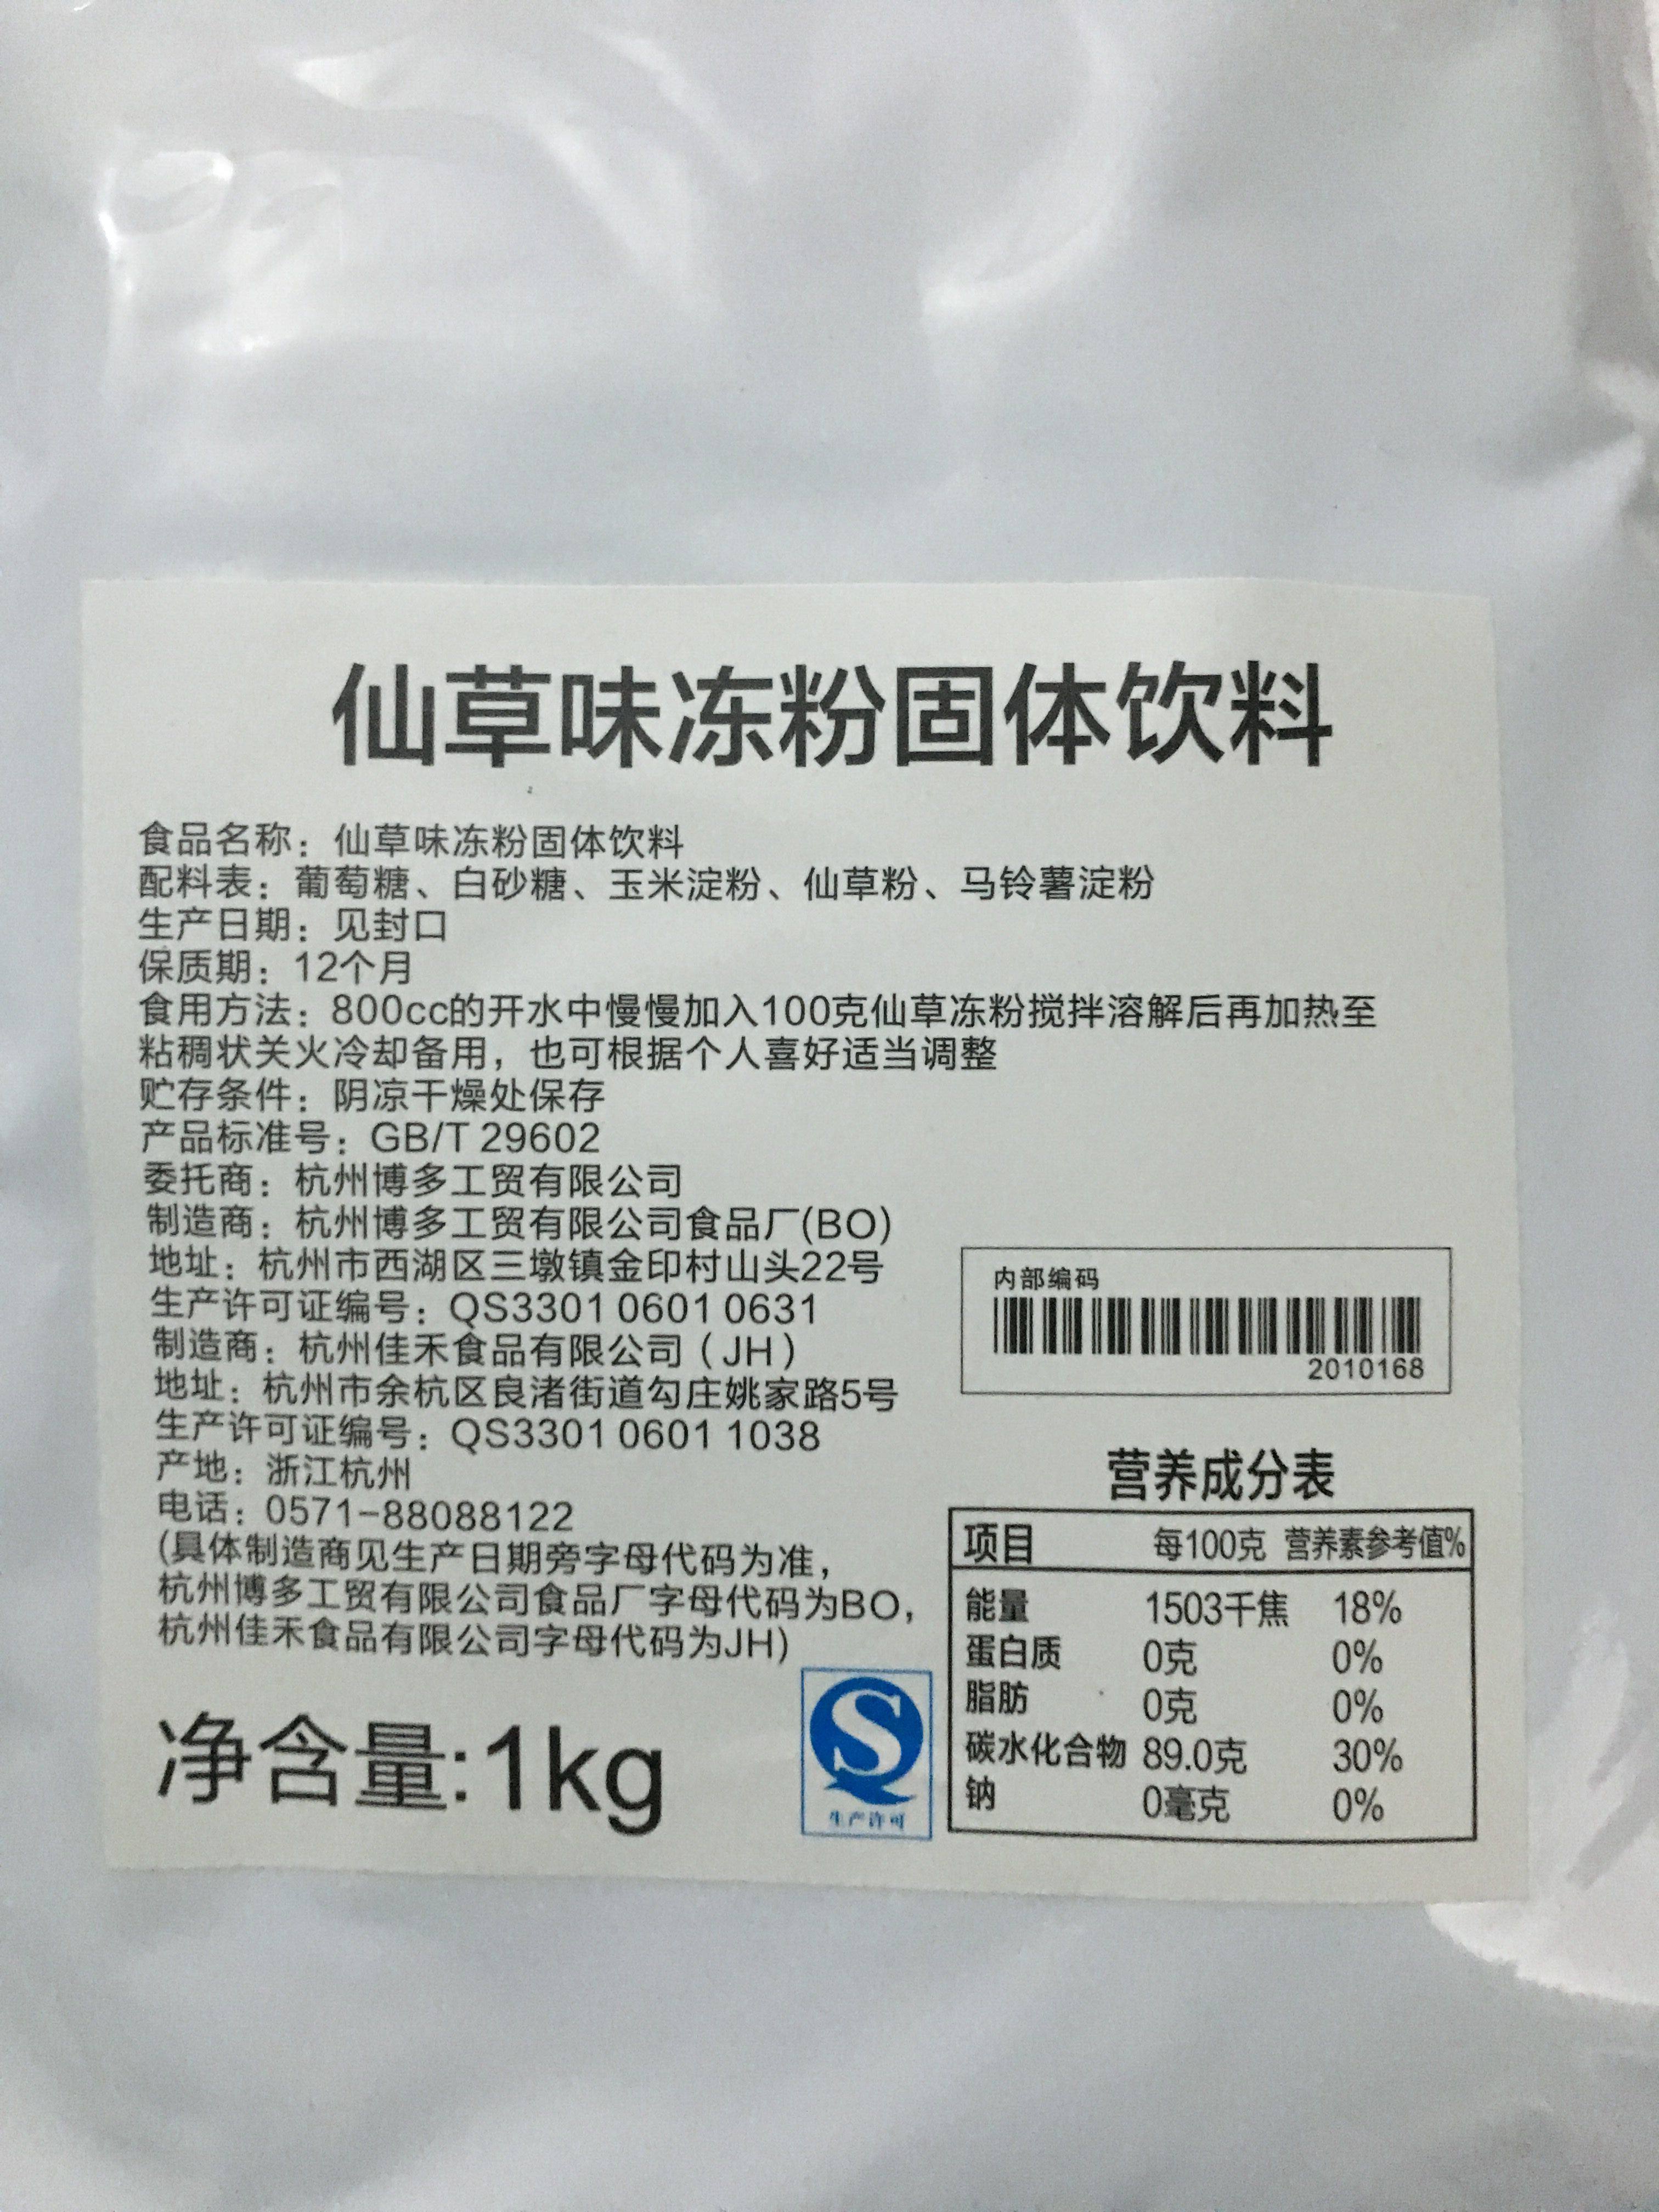 仙草味冻粉固体饮料
食品名称：仙草味冻粉固体饮料
配料表：葡萄糖、白砂糖、玉米淀粉、仙草粉、马铃薯淀粉
生产日期：见封口
保质期：12个月
食用方法：800cc的开水中慢慢加入100克仙草冻粉搅拌溶解后再加热至
粘稠状关火冷却备用，也可根据个人喜好适当调整
贮存条件：阴凉干燥处保存
产品标准号：GB/T 29602
委托商：杭州博多工贸有限公司
制造商：杭州博多工贸有限公司食品厂(BO)
地址：杭州市西湖区三墩镇金印村山头22号
生产许可证编号：QS3301 0601 0631
制造商：杭州佳禾食品有限公司（JH）
地址：杭州市余杭区良渚街道勾庄姚家路5号
生产许可证编号：QS3301 0601 1038
产地：浙江杭州
电话：0571-88088122
(具体制造商见生产日期旁字母代码为准，
杭州博多工贸有限公司食品厂字母代码为BO，
杭州佳禾食品有限公司字母代码为JH)
净含量:1kg
生产许可
内部编码
2010168
营养成分表
项目 每100克 营养素参考值%
能量 1503千焦 18%
蛋白质 0克 0%
脂肪 0克 0%
碳水化合物 89.0克 30%
钠 0毫克 0%